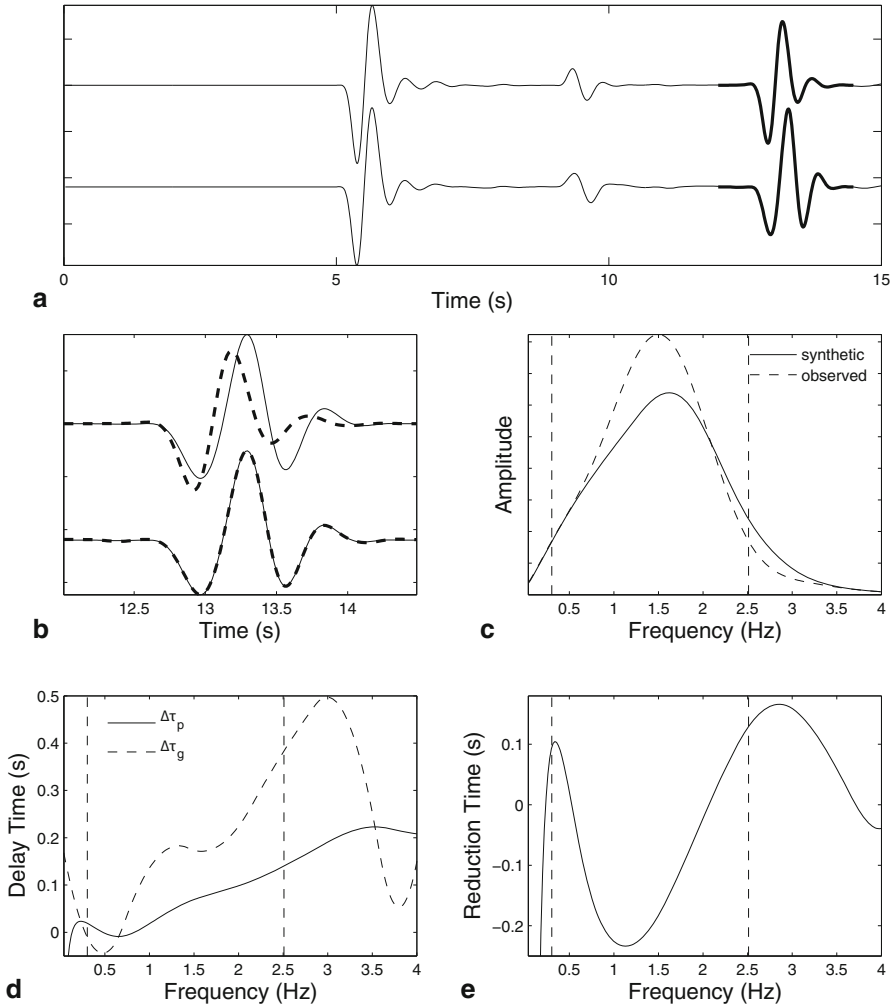 0
5
10
15
Time (s)
a
12.5
13
13.5
14
Time (s)
b
synthetic
observed
Amplitude
0.5
1
1.5
2
2.5
3
3.5
4
Frequency (Hz)
c
0.5
0.4
0.3
0.2
0.1
0
Δτp
Δτg
Delay Time (s)
0.5
1
1.5
2
2.5
3
3.5
4
Frequency (Hz)
d
0.1
0
−0.1
−0.2
Reduction Time (s)
0.5
1
1.5
2
2.5
3
3.5
4
Frequency (Hz)
e